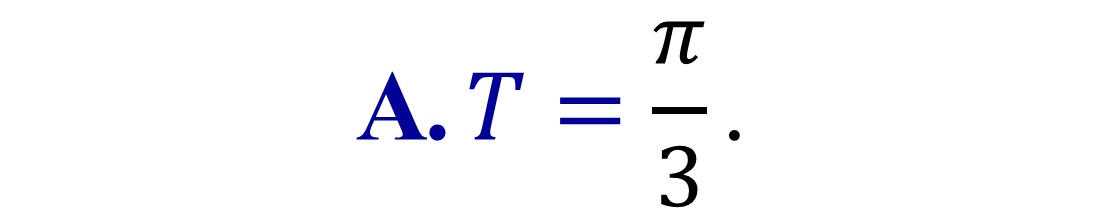 A. T = π/3.